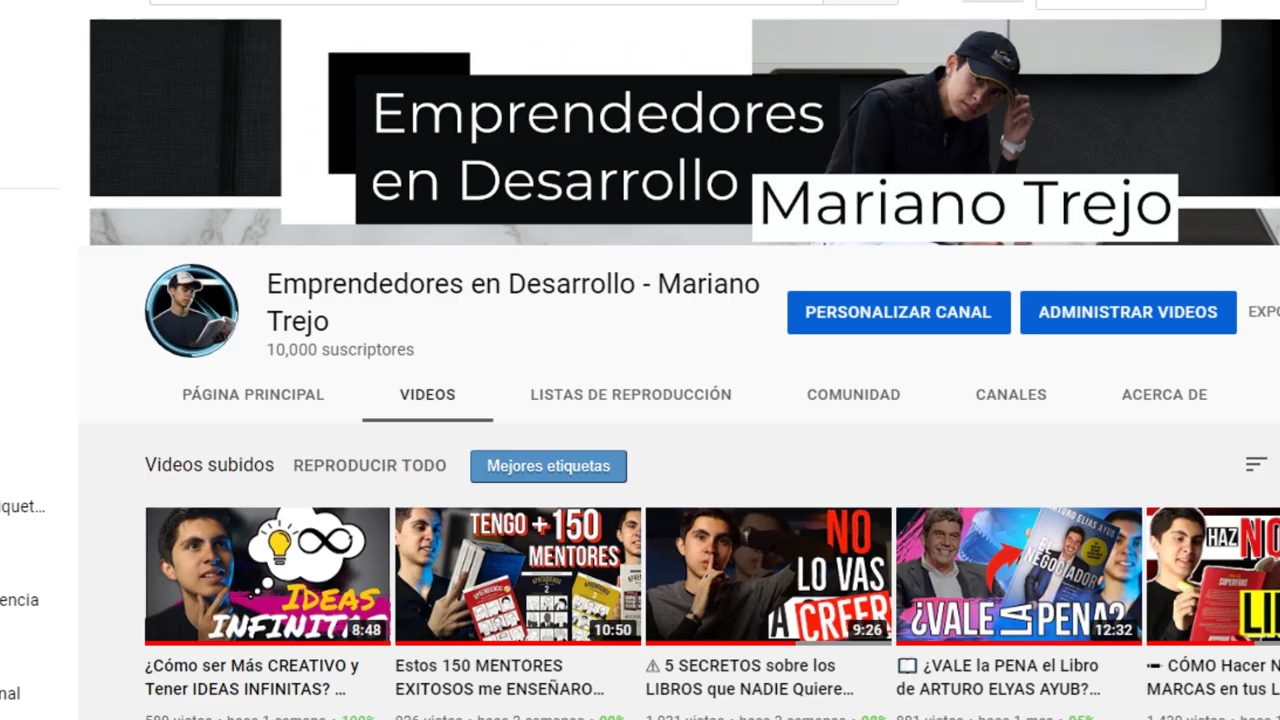 Emprendedores
en Desarrollo
Mariano Trejo
Emprendedores en Desarrollo - Mariano
Trejo
10,000 suscriptores
PERSONALIZAR CANAL
ADMINISTRAR VIDEOS
PÁGINA PRINCIPAL
VIDEOS
LISTAS DE REPRODUCCIÓN
COMUNIDAD
CANALES
ACERCA DE
Videos subidos
REPRODUCIR TODO
Mejores etiquetas
IDEAS
8:48
TENGO +150
MENTORES
10:50
NO
LO VAS
A CREER
9:26
EL
NEGOCIADOR
¿VALE LA PENA?
12:32
HAZ NO
¿Cómo ser Más CREATIVO y
Tener IDEAS INFINITAS? ...
Estos 150 MENTORES
EXITOSOS me ENSEÑARO...
⚠ 5 SECRETOS sobre los
LIBROS que NADIE Quiere...
¿VALE la PENA el Libro
de ARTURO ELYAS AYUB?...
CÓMO Hacer
MARCAS en tus